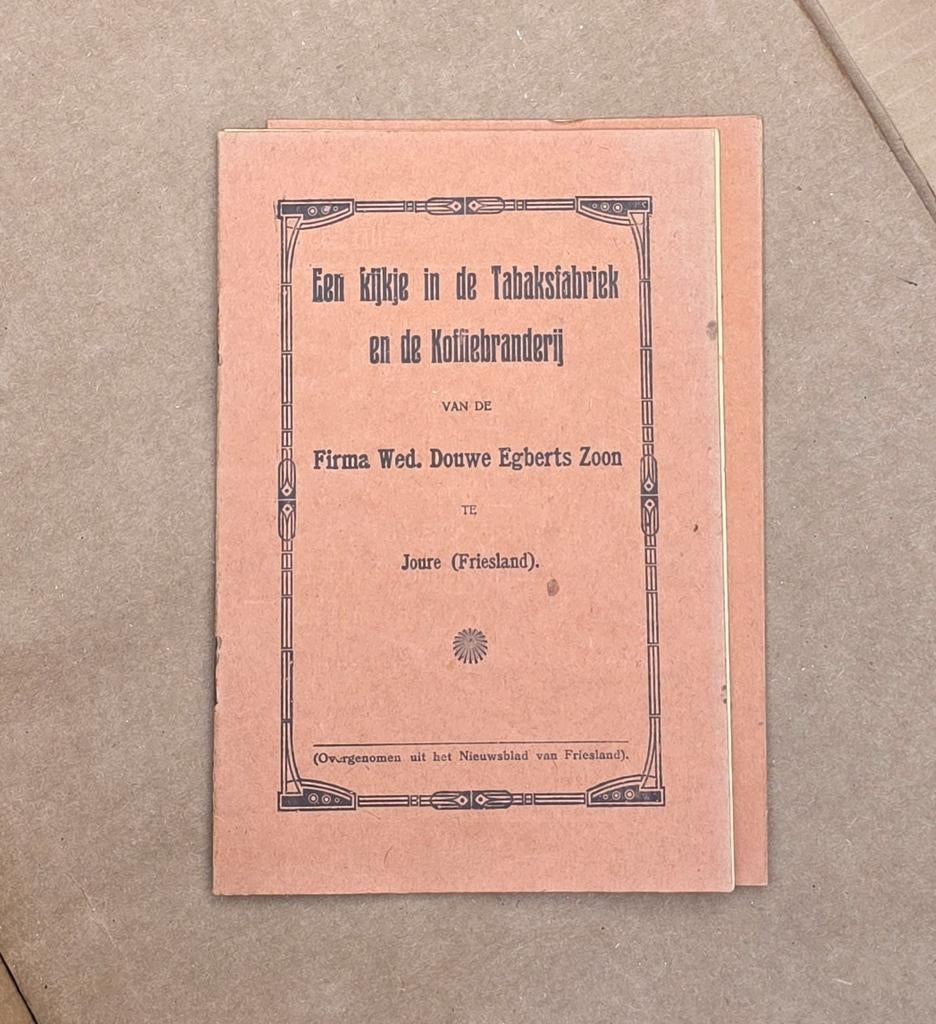 Een kijkje in de Tabaksfabriek
en de Koffiebranderij
VAN DE
Firma Wed. Douwe Egberts Zoon
TE
Joure (Friesland).
(Overgenomen uit het Nieuwsblad van Friesland).